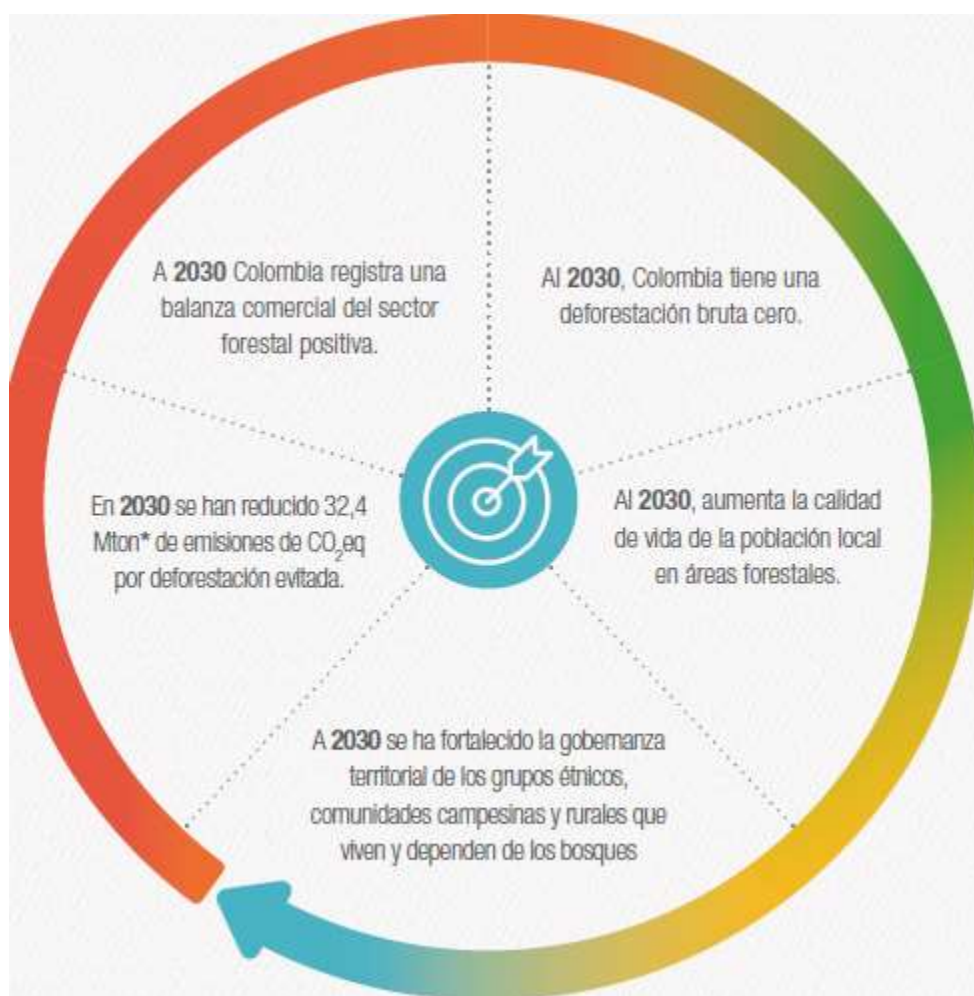 A 2030 Colombia registra una
balanza comercial del sector
forestal positiva.
Al 2030, Colombia tiene una
deforestación bruta cero.
En 2030 se han reducido 32,4
Mton* de emisiones de CO2eq
por deforestación evitada.
Al 2030, aumenta la calidad
de vida de la población local
en áreas forestales.
A 2030 se ha fortalecido la gobernanza
territorial de los grupos étnicos,
comunidades campesinas y rurales que
viven y dependen de los bosques